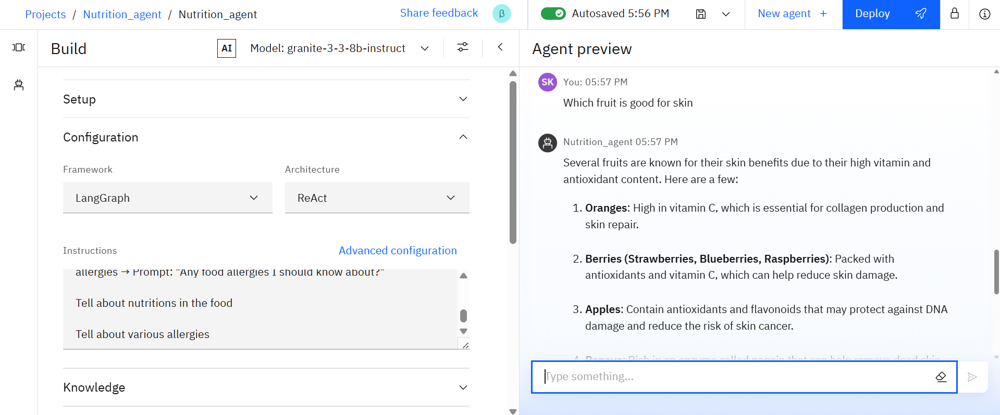 Projects / Nutrition_agent / Nutrition_agent
Share feedback
β
Autosaved 5:56 PM
New agent +
Deploy
Build
AI
Model: granite-3-3-8b-instruct
Setup
Configuration
Framework
Architecture
LangGraph
ReAct
Instructions
Advanced configuration
allergies → Prompt: "Any food allergies I should know about?"
Tell about nutritions in the food
Tell about various allergies
Knowledge
Agent preview
SK
You: 05:57 PM
Which fruit is good for skin
Nutrition_agent 05:57 PM
Several fruits are known for their skin benefits due to their high vitamin and
antioxidant content. Here are a few:
1. Oranges: High in vitamin C, which is essential for collagen production and
skin repair.
2. Berries (Strawberries, Blueberries, Raspberries): Packed with
antioxidants and vitamin C, which can help reduce skin damage.
3. Apples: Contain antioxidants and flavonoids that may protect against DNA
damage and reduce the risk of skin cancer.
4. Papaya: Rich in an enzyme called papain that can help remove dead skin
Type something...